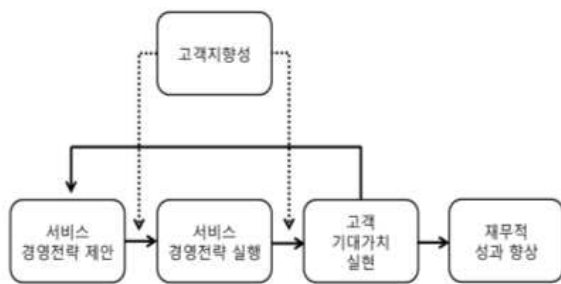 고객지향성
서비스
경영전략 제안
서비스
경영전략 실행
고객
기대가치
실현
재무적
성과 향상